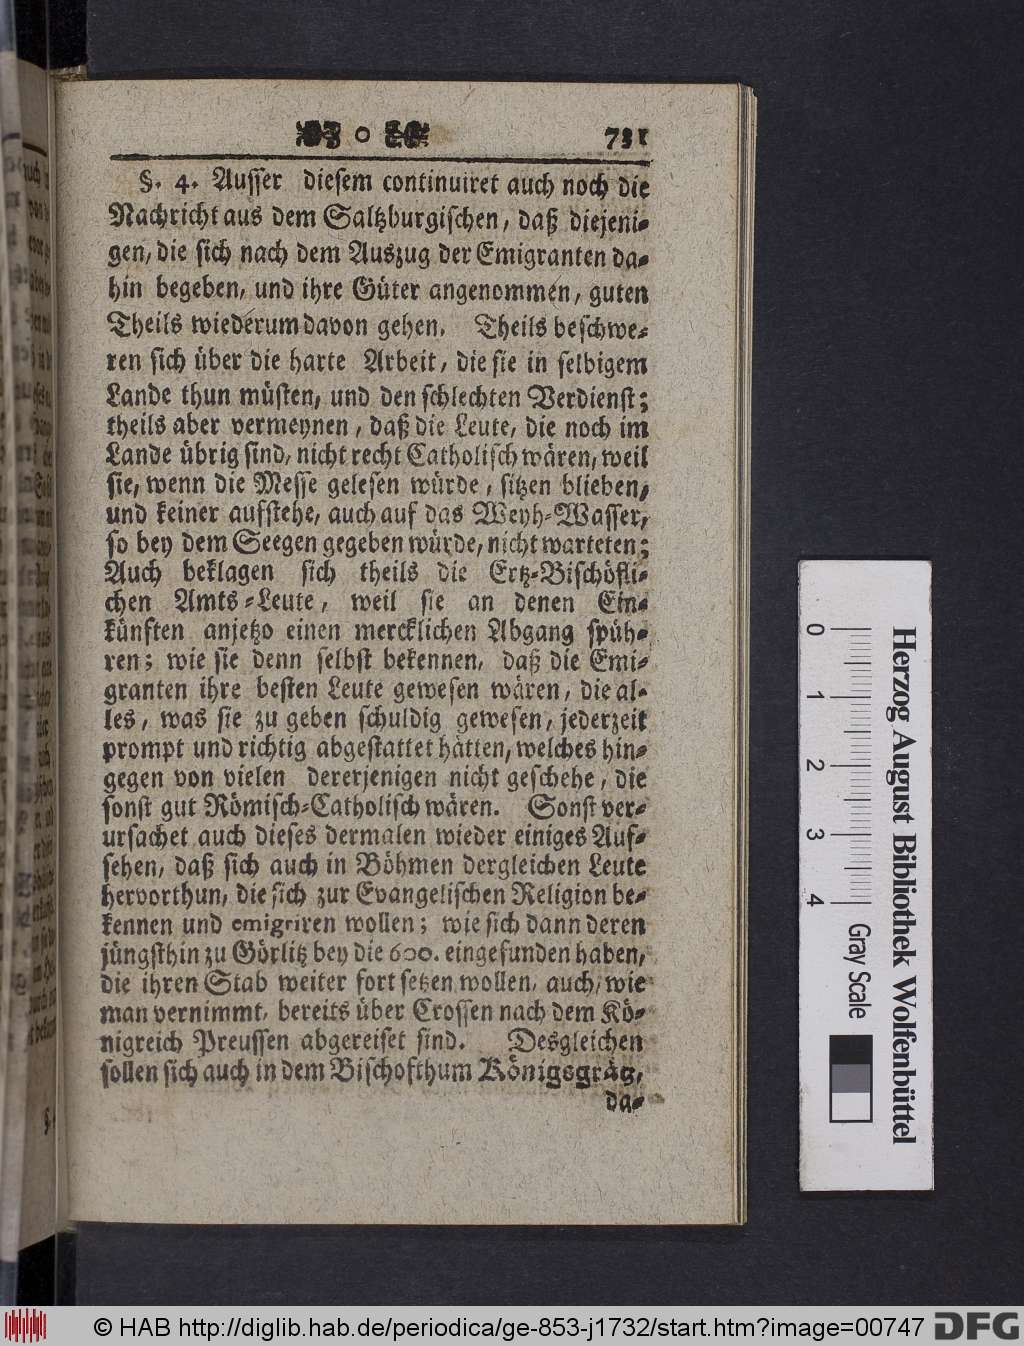 o 731
§. 4. Ausser diesem continuiret auch noch die
Nachricht aus dem Saltzburgischen, daß diejeni-
gen, die sich nach dem Auszug der Emigranten da-
hin begeben, und ihre Güter angenommen, guten
Theils wiederum davon gehen. Theils beschwe-
ren sich über die harte Arbeit, die sie in selbigem
Lande thun müsten, und den schlechten Verdienst;
theils aber vermeynen, daß die Leute, die noch im
Lande übrig sind, nicht recht Catholisch wären, weil
sie, wenn die Messe gelesen würde, sitzen blieben,
und keiner aufstehe, auch auf das Weyh-Wasser,
so bey dem Seegen gegeben würde, nicht warteten;
Auch beklagen sich theils die Ertz-Bischöfli-
chen Amts-Leute, weil sie an denen Ein-
künften anjetzo einen mercklichen Abgang spüh-
ren; wie sie denn selbst bekennen, daß die Emi-
granten ihre besten Leute gewesen wären, die al-
les, was sie zu geben schuldig gewesen, jederzeit
prompt und richtig abgestattet hätten, welches hin-
gegen von vielen dererjenigen nicht geschehe, die
sonst gut Römisch-Catholisch wären. Sonst ver-
ursachet auch dieses dermalen wieder einiges Auf-
sehen, daß sich auch in Böhmen dergleichen Leute
hervorthun, die sich zur Evangelischen Religion be-
kennen und emigriren wollen; wie sich dann deren
jüngsthin zu Görlitz bey die 600. eingefunden haben,
die ihren Stab weiter fort setzen wollen, auch, wie
man vernimmt, bereits über Crossen nach dem Kö-
nigreich Preussen abgereiset sind. Desgleichen
sollen sich auch in dem Bischofthum Königsgrätz,
da-
0 1 2 3 4
Gray Scale
Herzog August Bibliothek Wolfenbüttel
© HAB http://diglib.hab.de/periodica/ge-853-j1732/start.htm?image=00747
DFG